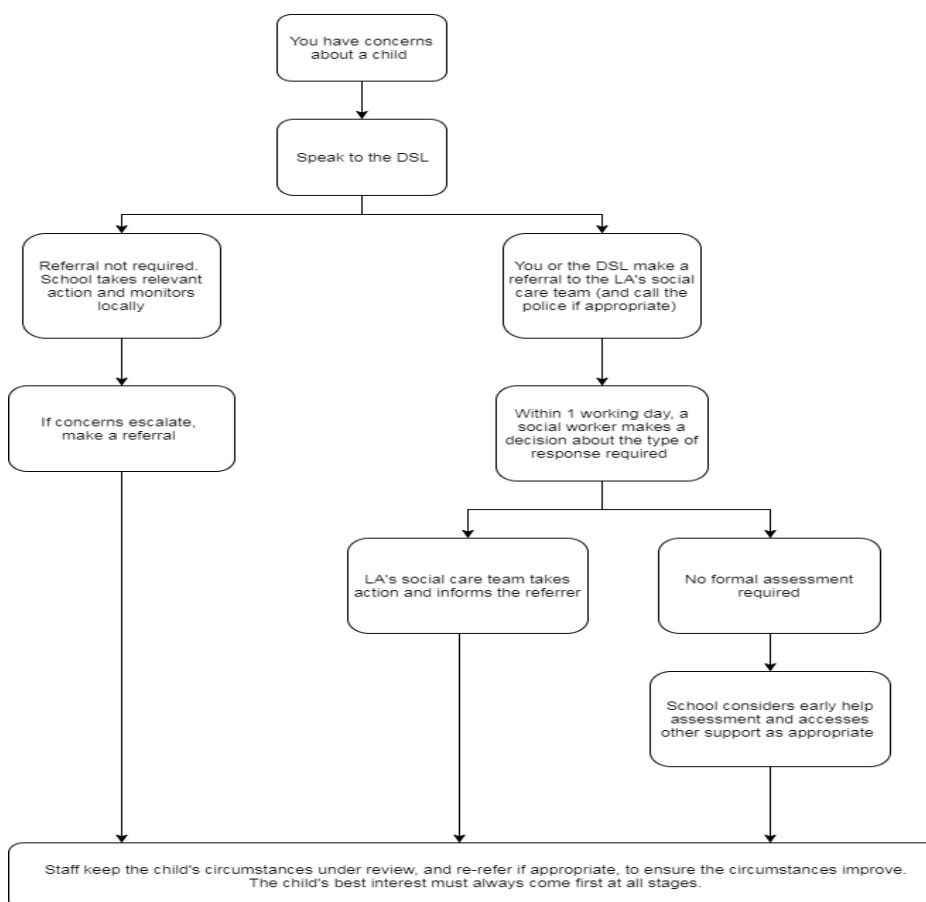 You have concerns
about a child
Speak to the DSL
Referral not required.
School takes relevant
action and monitors
locally
You or the DSL make a
referral to the LA's social
care team (and call the
police if appropriate)
If concerns escalate,
make a referral
Within 1 working day, a
social worker makes a
decision about the type of
response required
LA's social care team takes
action and informs the referrer
No formal assessment
required
School considers early help
assessment and accesses
other support as appropriate
Staff keep the child's circumstances under review, and re-refer if appropriate, to ensure the circumstances improve.
The child's best interest must always come first at all stages.